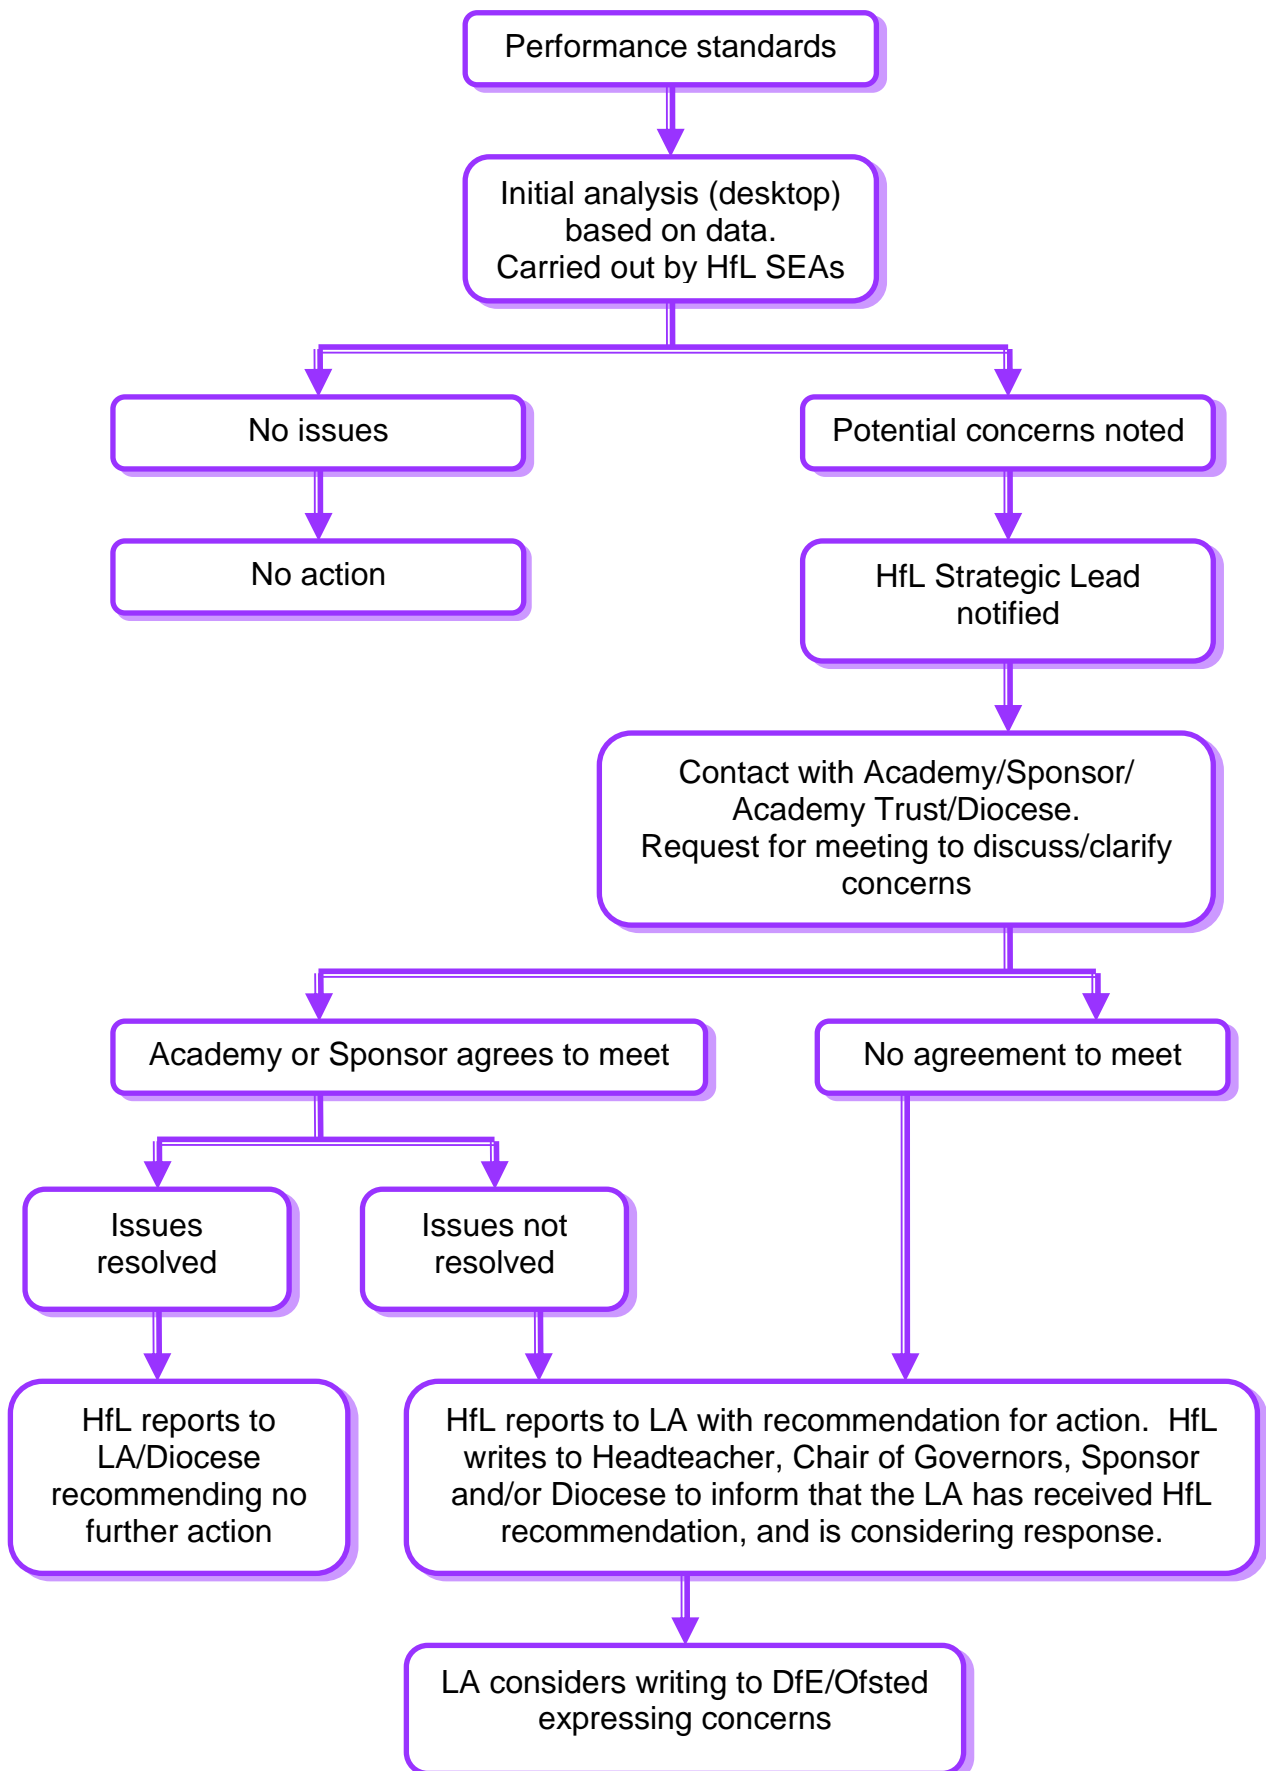 Performance standards
Initial analysis (desktop)
based on data.
Carried out by HfL SEAs
No issues
Potential concerns noted
No action
HfL Strategic Lead
notified
Contact with Academy/Sponsor/
Academy Trust/Diocese.
Request for meeting to discuss/clarify
concerns
Academy or Sponsor agrees to meet
No agreement to meet
Issues
resolved
Issues not
resolved
HfL reports to
LA/Diocese
recommending no
further action
HfL reports to LA with recommendation for action.  HfL
writes to Headteacher, Chair of Governors, Sponsor
and/or Diocese to inform that the LA has received HfL
recommendation, and is considering response.
LA considers writing to DfE/Ofsted
expressing concerns